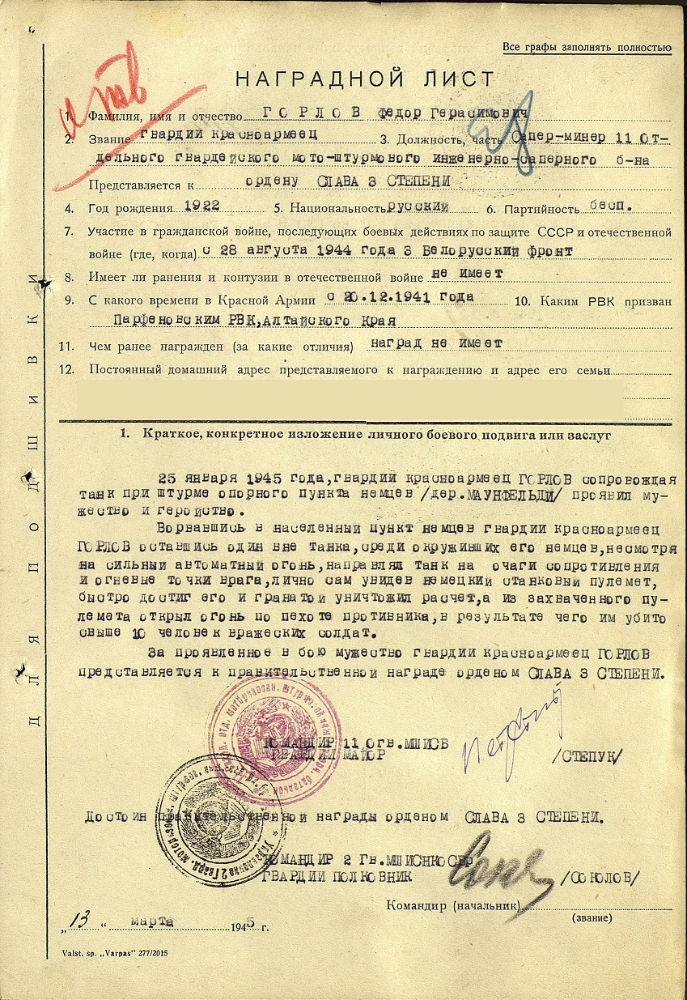 Все графы заполнять полностью
НАГРАДНОЙ ЛИСТ
1. Фамилия, имя и отчество ГОРЛОВ Федор Герасимович
2. Звание гвардии красноармеец 3. Должность, часть Сапер-минер 11 От-
дельного гвардейского мото-штурмового инженерно-саперного б-на
Представляется к ордену СЛАВА 3 СТЕПЕНИ
4. Год рождения 1922 5. Национальность русский 6. Партийность бесп.
7. Участие в гражданской войне, последующих боевых действиях по защите СССР и отечественной
войне (где, когда) с 28 августа 1944 года 3 Белорусский фронт
8. Имеет ли ранения и контузии в отечественной войне не имеет
9. С какого времени в Красной Армии с 20.12.1941 года 10. Каким РВК призван
Парфеновским РВК, Алтайского Края
11. Чем ранее награжден (за какие отличия) наград не имеет
12. Постоянный домашний адрес представляемого к награждению и адрес его семьи
1. Краткое, конкретное изложение личного боевого подвига или заслуг
25 января 1945 года, гвардии красноармеец ГОРЛОВ сопровождая
танк при штурме опорного пункта немцев /дер. МАУНФЕЛЬДИ/ проявил му-
жество и геройство.
Ворвавшись в населенный пункт немцев гвардии красноармеец
ГОРЛОВ оставшись один вне танка, среди окруживших его немцев, несмотря
на сильный автоматный огонь, направлял танк на очаги сопротивления
и огневые точки врага, лично сам увидев немецкий станковый пулемет,
быстро достиг его и гранатой уничтожил расчет, а из захваченного пу-
лемета открыл огонь по пехоте противника, в результате чего им убито
свыше 10 человек вражеских солдат.
За проявленное в бою мужество гвардии красноармеец ГОРЛОВ
представляется к правительственной награде орденом СЛАВА 3 СТЕПЕНИ.
КОМАНДИР 11 ОГВ.МШИСБ
ГВАРДИИ МАЙОР /СТЕПУК/
Достоин правительственной награды орденом СЛАВА 3 СТЕПЕНИ.
КОМАНДИР 2 Гв.МШИСНКОСБР
ГВАРДИИ ПОЛКОВНИК /СОКОЛОВ/
Командир (начальник)
(звание)
„13“ марта 1945 г.
Valst. sp. „Varpas“ 277/2015
ДЛЯ ПОДШИВКИ